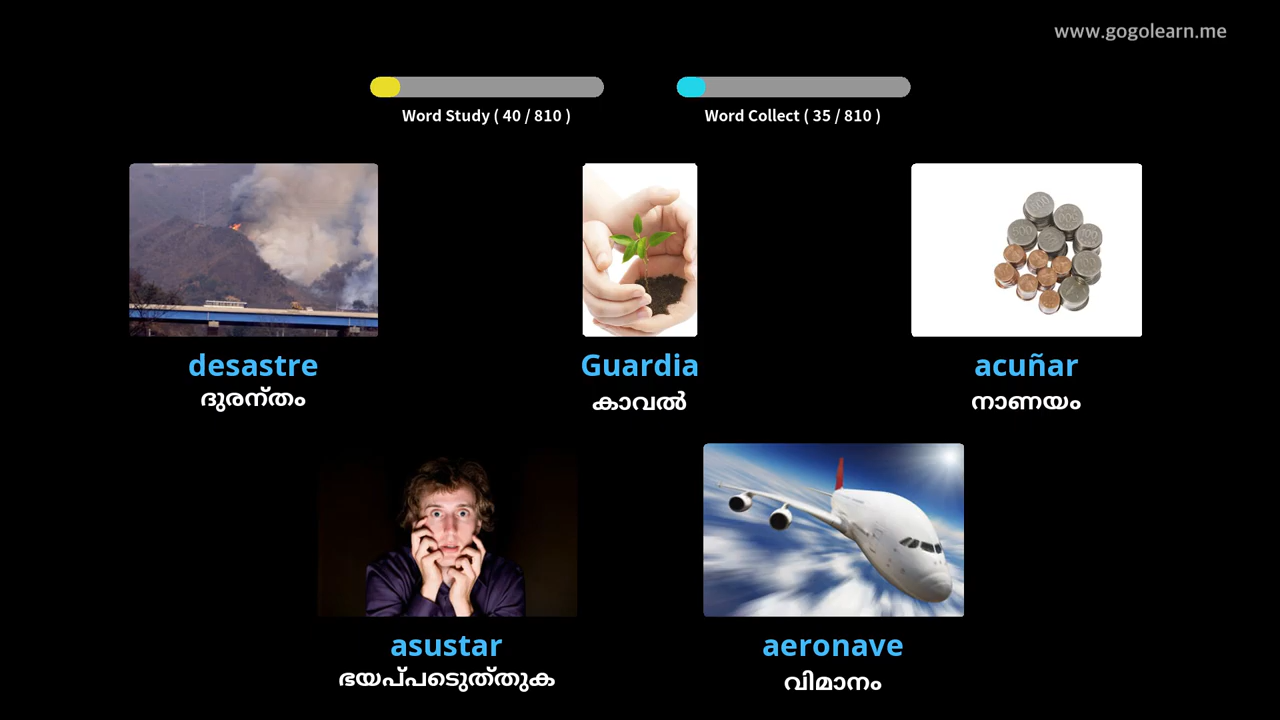 www.gogolearn.me
Word Study ( 40 / 810 )
Word Collect ( 35 / 810 )
desastre
ദുരന്തം
Guardia
കാവൽ
acuñar
നാണയം
asustar
ഭയപ്പടെുത്തുക
aeronave
വിമാനം